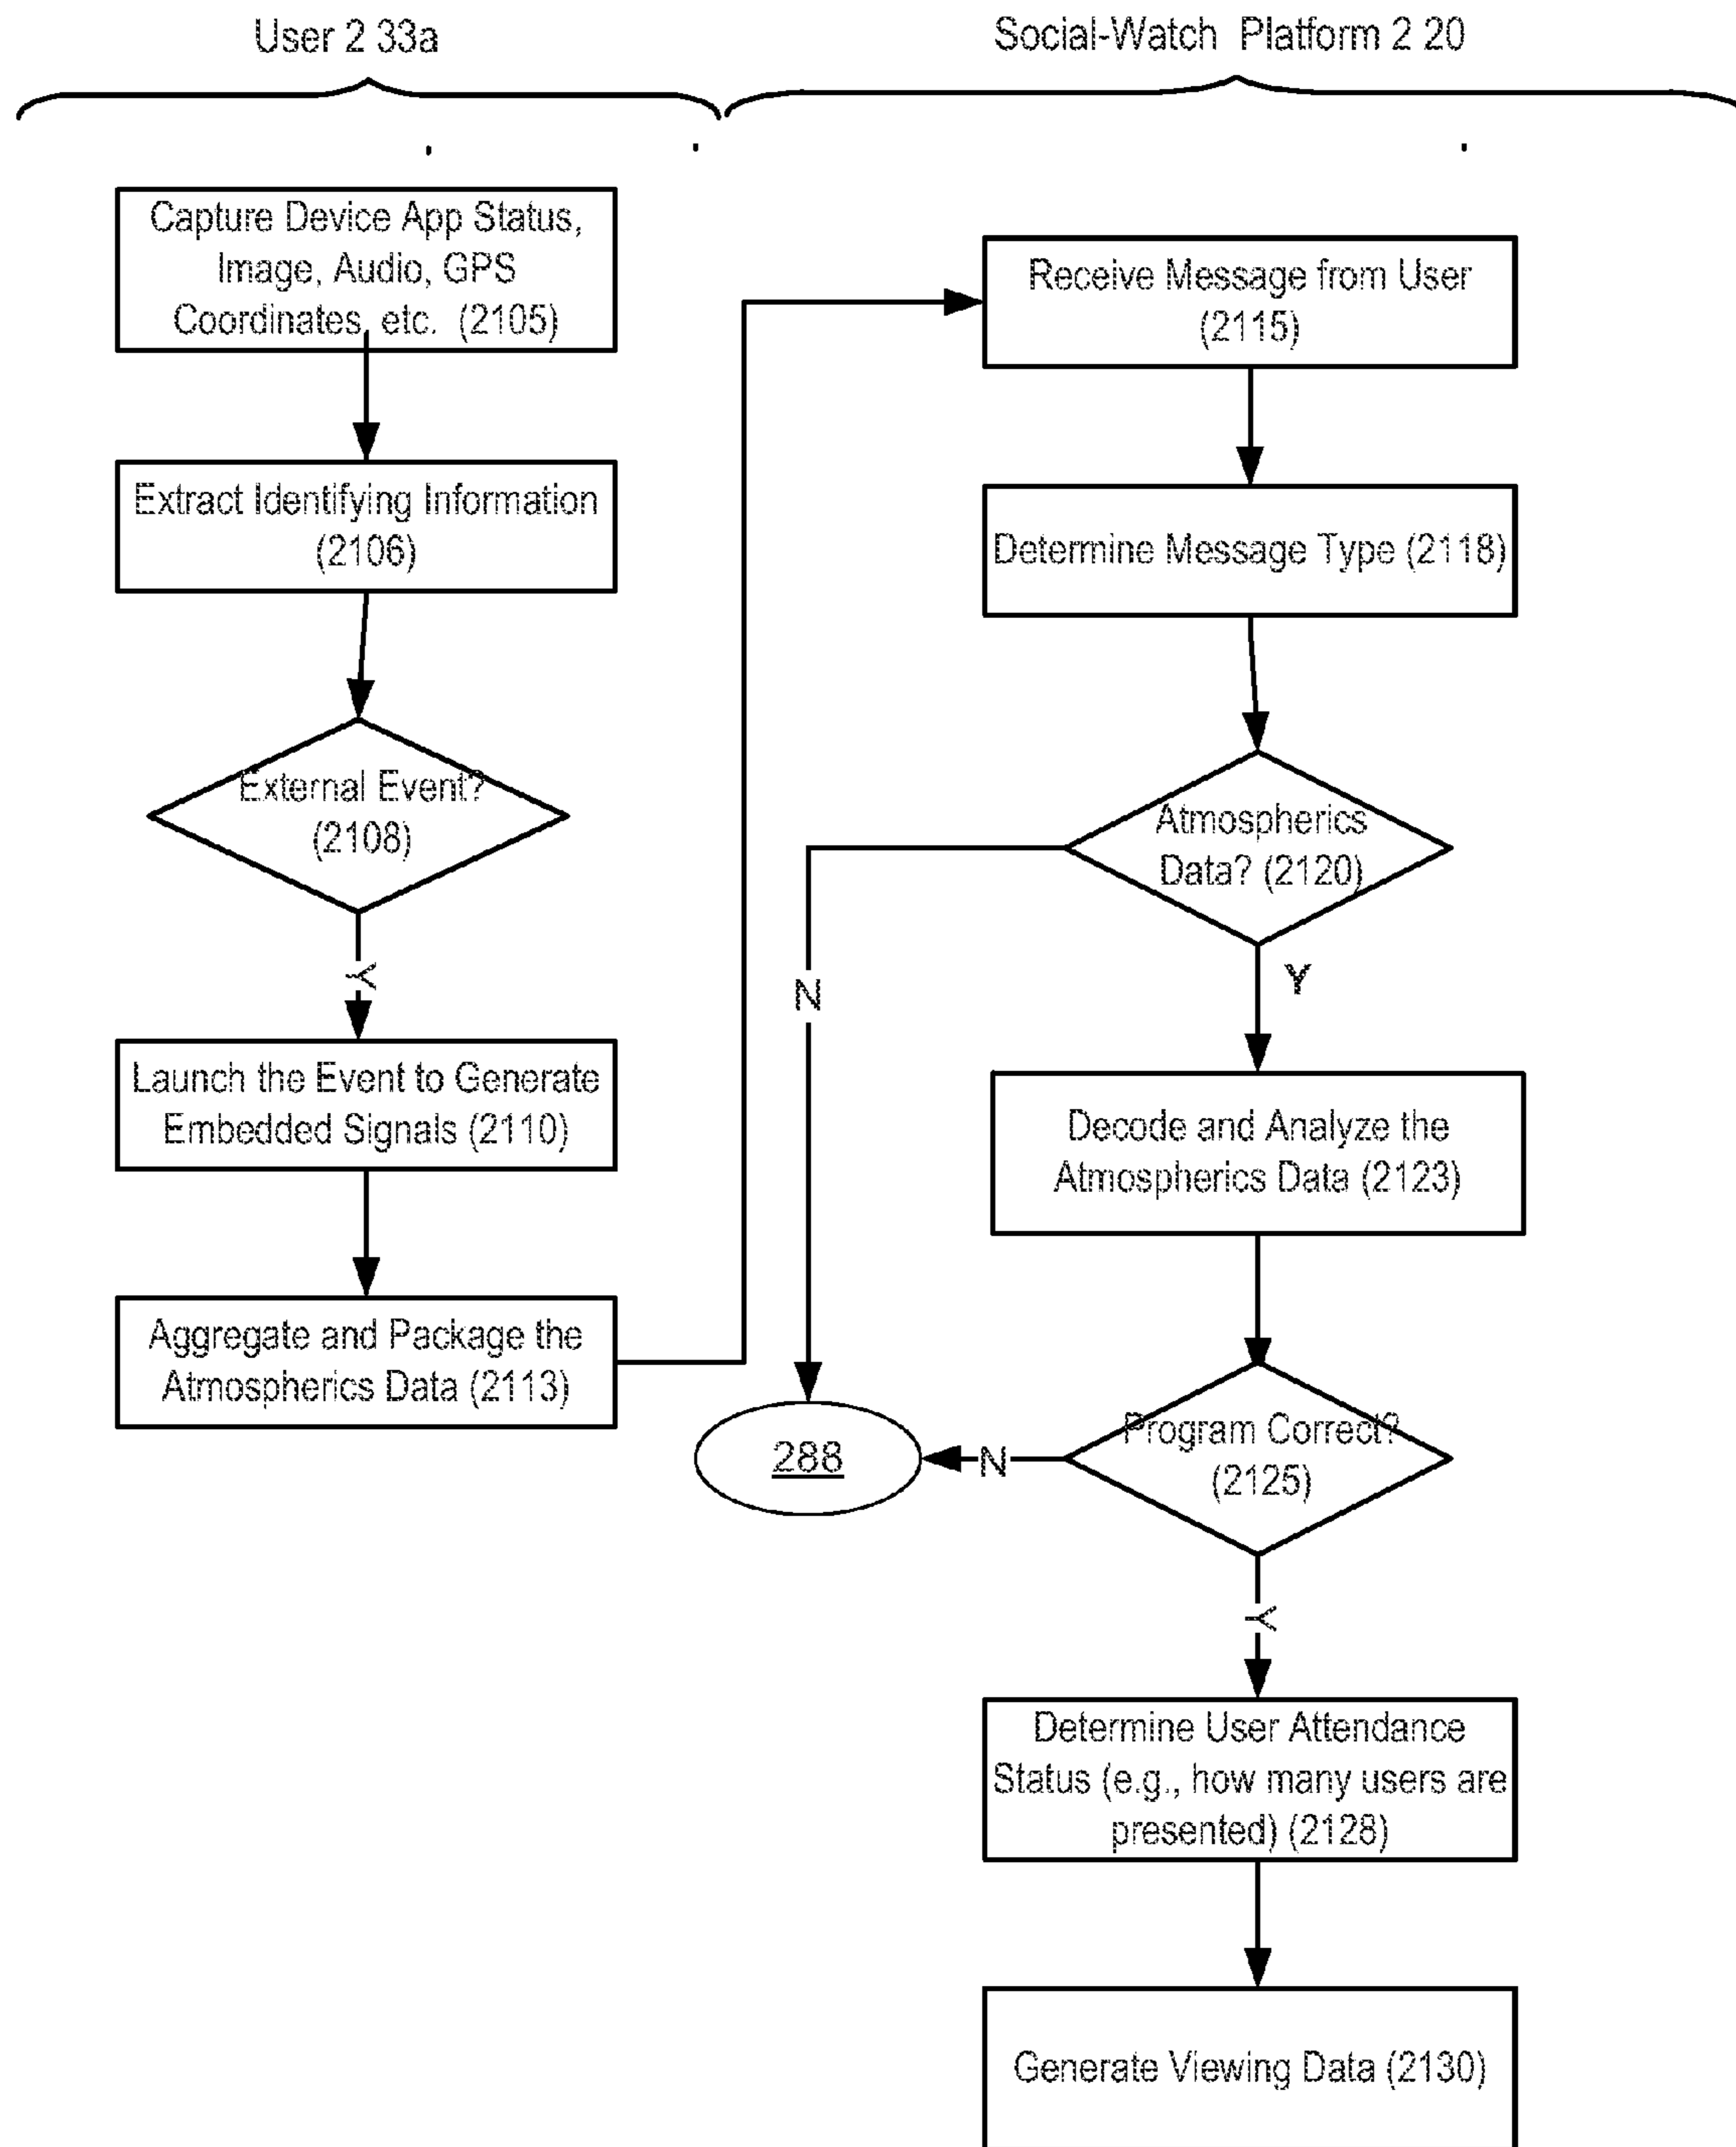 User 2 33a
Social-Watch Platform 2 20
Capture Device App Status,
Image, Audio, GPS
Coordinates, etc. (2105)
Extract Identifying Information
(2106)
External Event?
(2108)
Y
Launch the Event to Generate
Embedded Signals (2110)
Aggregate and Package the
Atmospherics Data (2113)
Receive Message from User
(2115)
Determine Message Type (2118)
Atmospherics
Data? (2120)
N
Y
Decode and Analyze the
Atmospherics Data (2123)
Program Correct?
(2125)
N
288
Y
Determine User Attendance
Status (e.g., how many users are
presented) (2128)
Generate Viewing Data (2130)